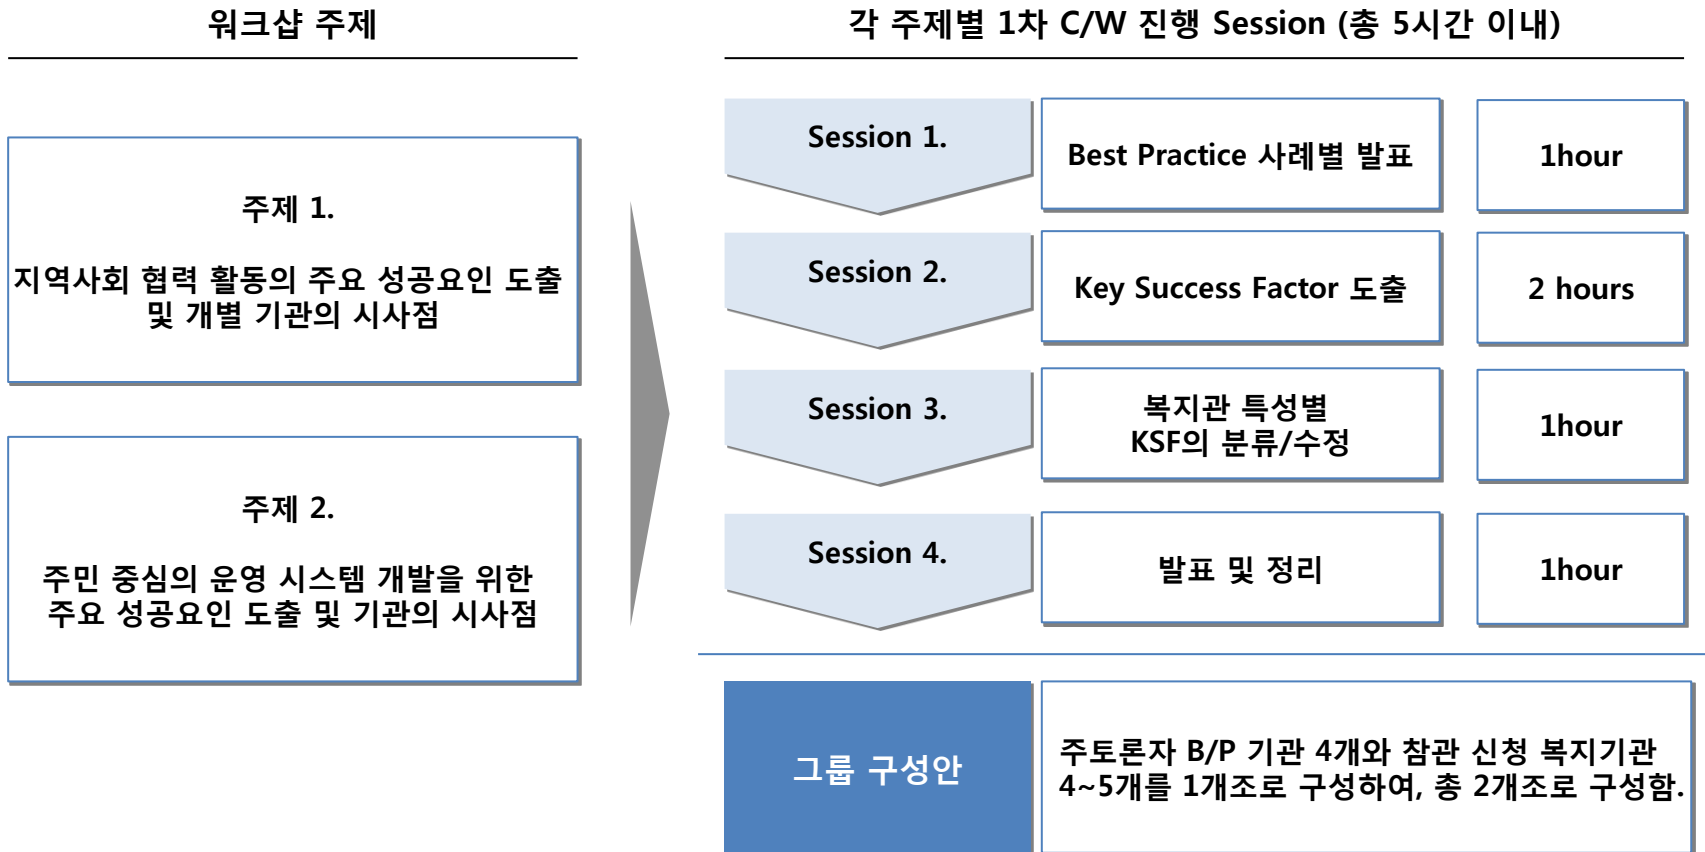 워크샵 주제
각 주제별 1차 C/W 진행 Session (총 5시간 이내)
주제 1.
지역사회 협력 활동의 주요 성공요인 도출
및 개별 기관의 시사점
주제 2.
주민 중심의 운영 시스템 개발을 위한
주요 성공요인 도출 및 기관의 시사점
Session 1.
Best Practice 사례별 발표
1hour
Session 2.
Key Success Factor 도출
2 hours
Session 3.
복지관 특성별
KSF의 분류/수정
1hour
Session 4.
발표 및 정리
1hour
그룹 구성안
주토론자 B/P 기관 4개와 참관 신청 복지기관
4~5개를 1개조로 구성하여, 총 2개조로 구성함.